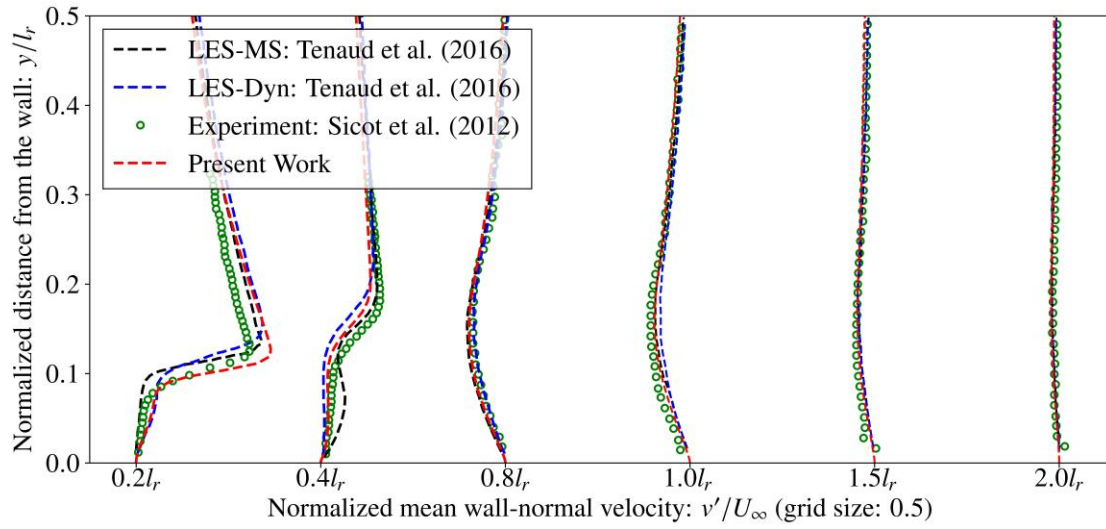 0.5
0.4
0.3
0.2
0.1
0.0
Normalized distance from the wall: y/l_r
LES-MS: Tenaud et al. (2016)
LES-Dyn: Tenaud et al. (2016)
Experiment: Sicot et al. (2012)
Present Work
0.2l_r 0.4l_r 0.8l_r 1.0l_r 1.5l_r 2.0l_r
Normalized mean wall-normal velocity: v′/U_∞ (grid size: 0.5)